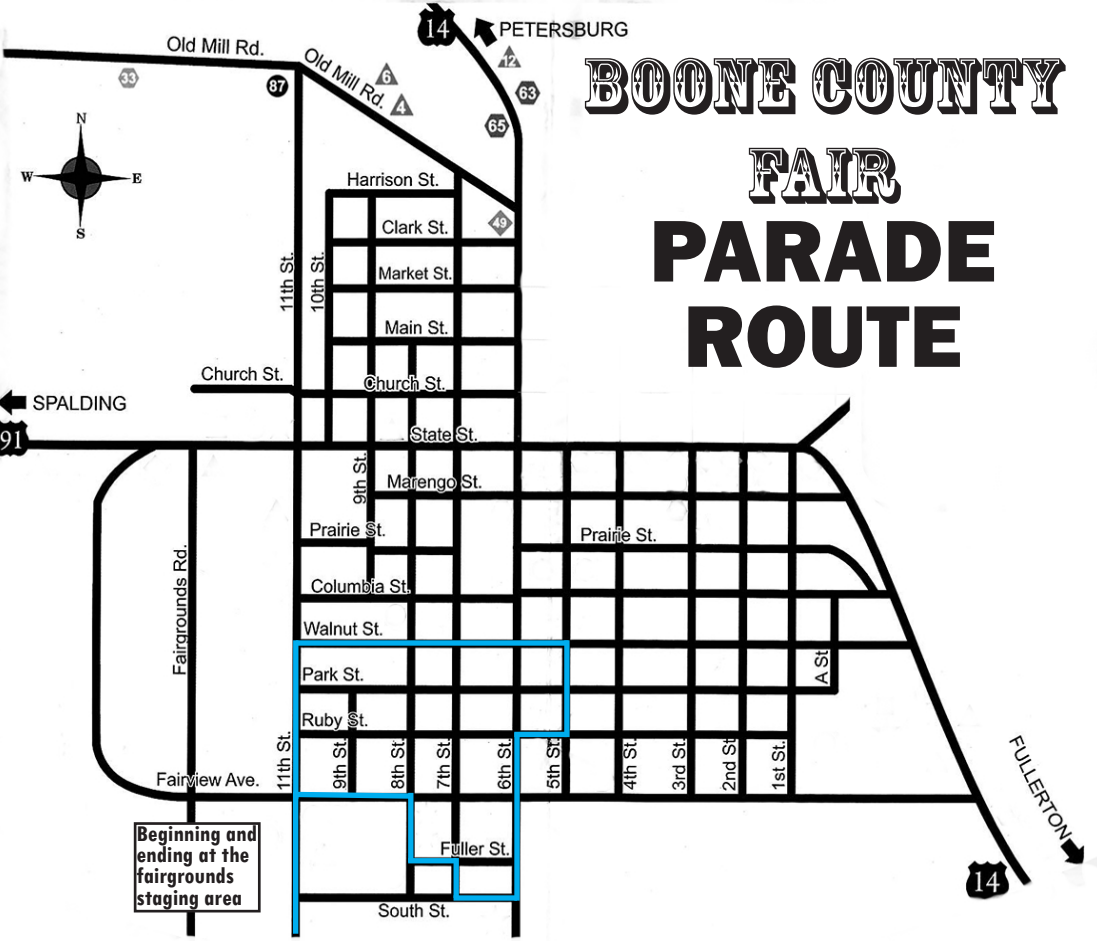 BOONE COUNTY
FAIR
PARADE
ROUTE
14
PETERSBURG
Old Mill Rd.
Old Mill Rd.
33
87
6
4
12
63
65
49
N
W
E
S
Harrison St.
Clark St.
Market St.
Main St.
11th St.
10th St.
Church St.
Church St.
SPALDING
91
State St.
9th St.
Marengo St.
Prairie St.
Prairie St.
Columbia St.
Fairgrounds Rd.
Walnut St.
Park St.
A St.
Ruby St.
11th St.
9th St.
8th St.
7th St.
6th St.
5th St.
4th St.
3rd St.
2nd St.
1st St.
Fairview Ave.
FULLERTON
14
Beginning and
ending at the
fairgrounds
staging area
Fuller St.
South St.